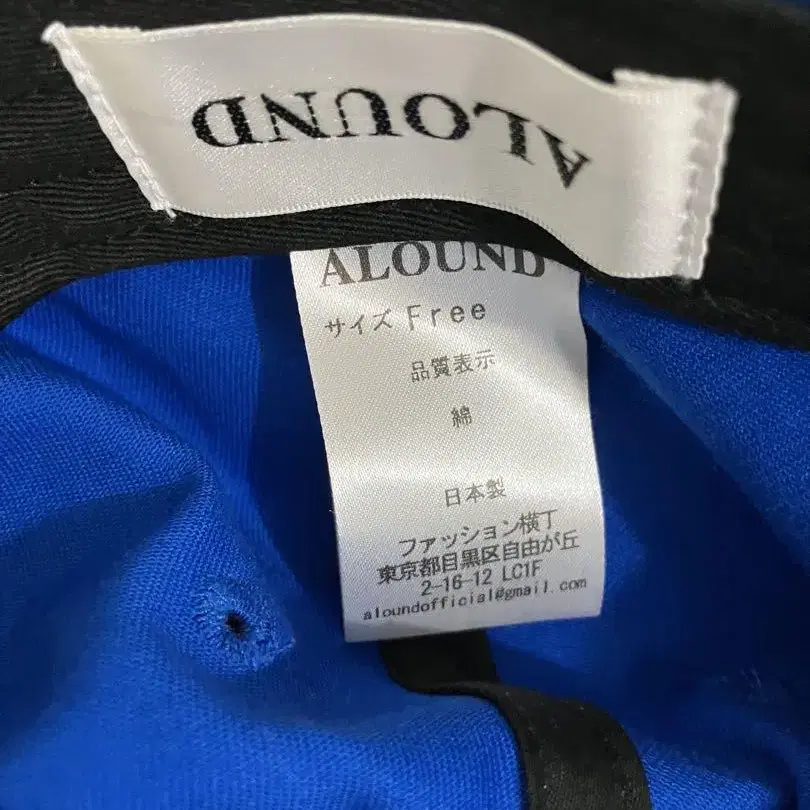 ALOUND
ALOUND
サイズ Free
品質表示
綿
日本製
ファッション横丁
東京都目黒区自由が丘
2-16-12 LC1F
aloundofficial@gmail.com